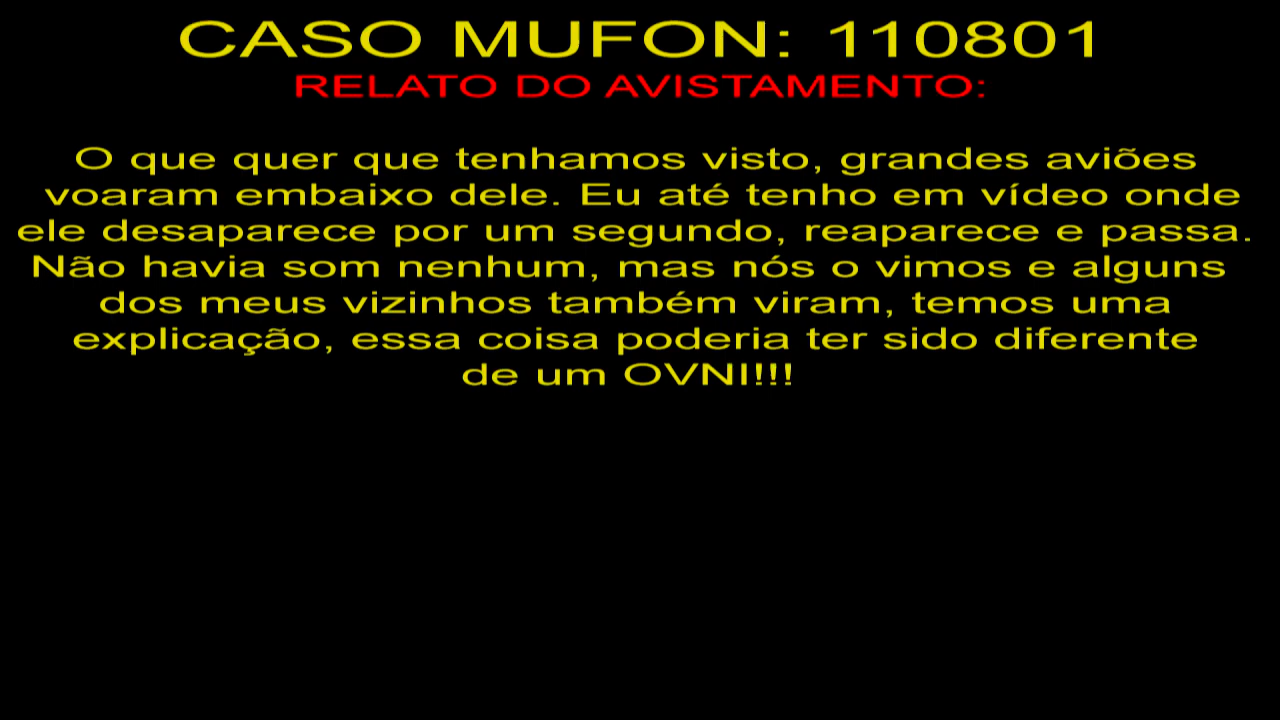 CASO MUFON: 110801
RELATO DO AVISTAMENTO:
O que quer que tenhamos visto, grandes aviões
voaram embaixo dele. Eu até tenho em vídeo onde
ele desaparece por um segundo, reaparece e passa.
Não havia som nenhum, mas nós o vimos e alguns
dos meus vizinhos também viram, temos uma
explicação, essa coisa poderia ter sido diferente
de um OVNI!!!